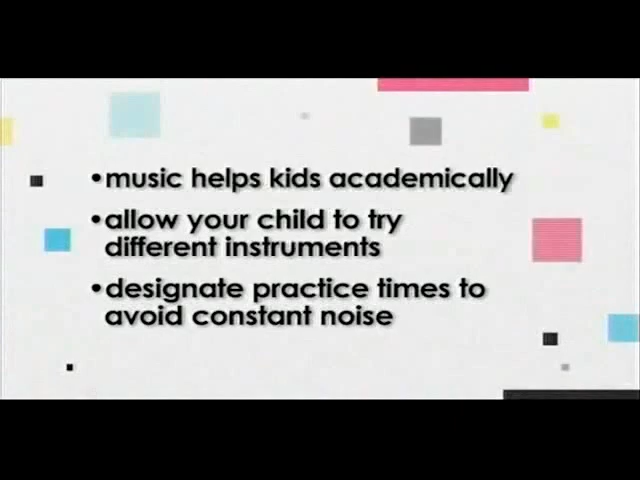 •music helps kids academically
•allow your child to try
different instruments
•designate practice times to
avoid constant noise